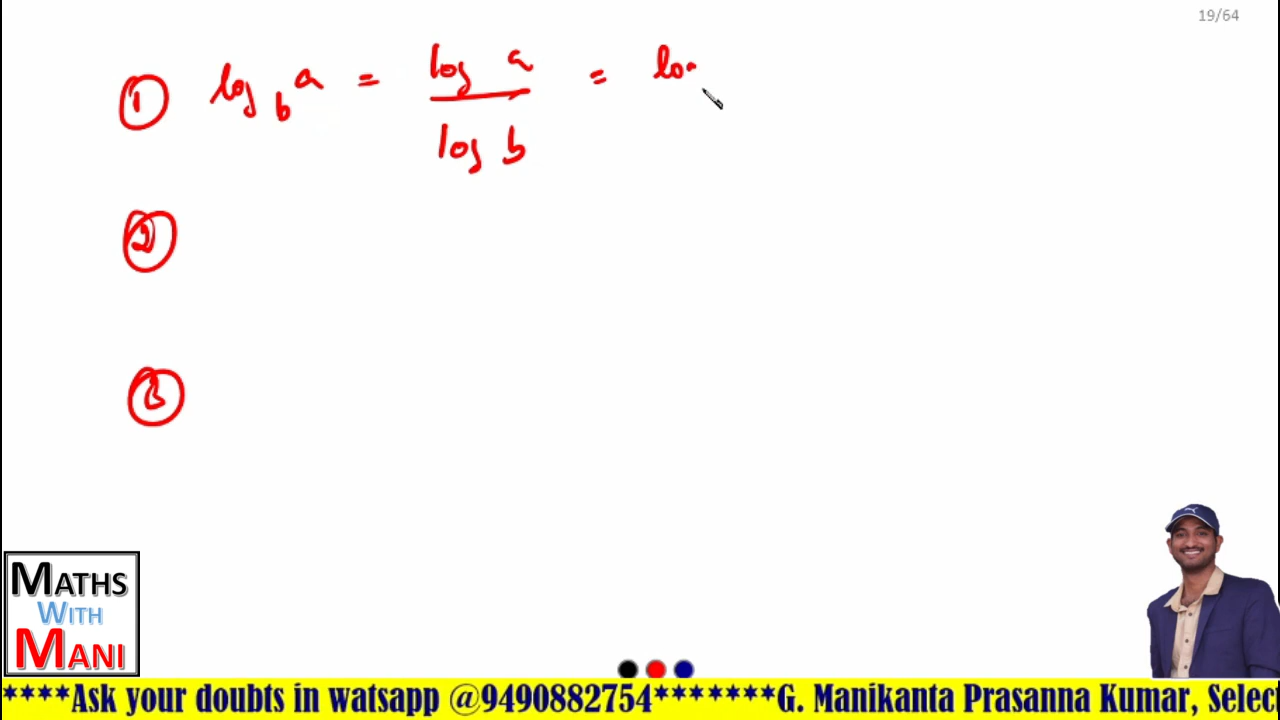 19/64
① log_b a = log a / log b = lo
②
③
MATHS
WITH
MANI
****Ask your doubts in watsapp @9490882754*******G. Manikanta Prasanna Kumar, Select